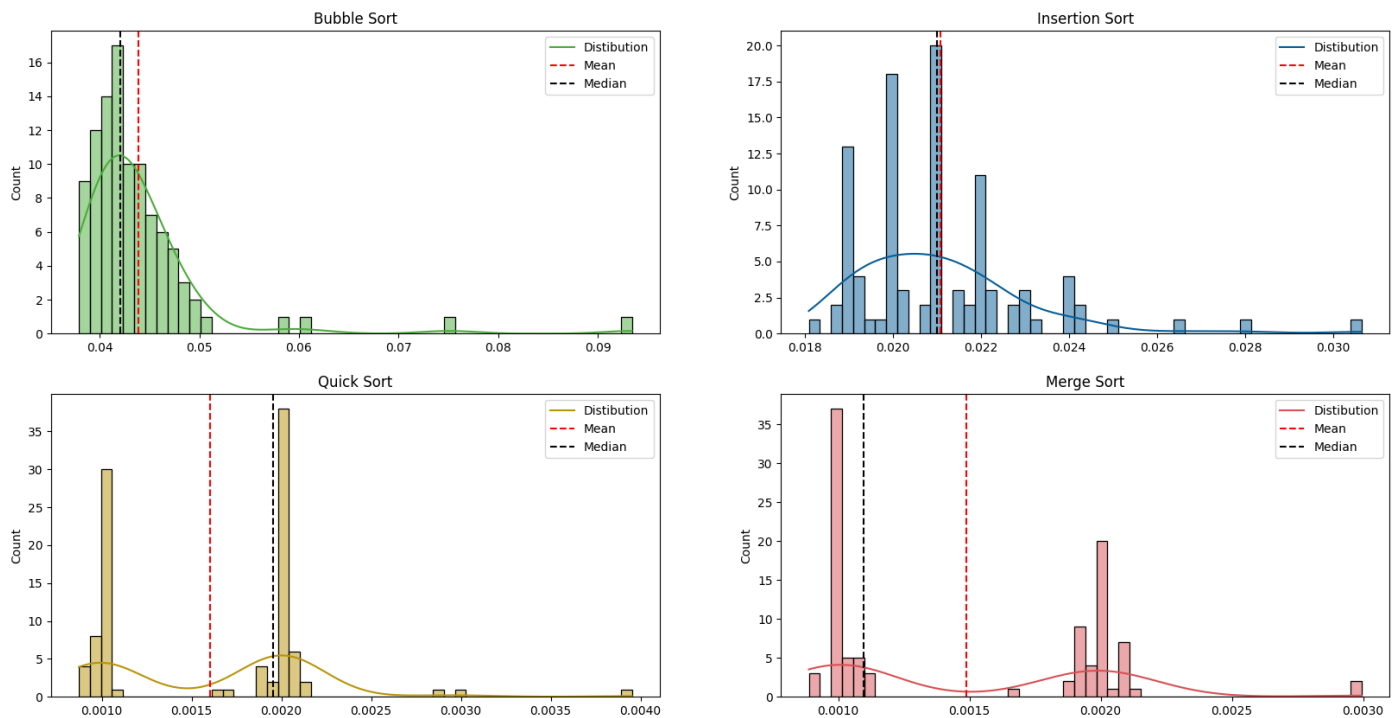 Bubble Sort
Count
16
14
12
10
8
6
4
2
0
0.04
0.05
0.06
0.07
0.08
0.09
Distibution
Mean
Median
Insertion Sort
Count
20.0
17.5
15.0
12.5
10.0
7.5
5.0
2.5
0.0
0.018
0.020
0.022
0.024
0.026
0.028
0.030
Distibution
Mean
Median
Quick Sort
Count
35
30
25
20
15
10
5
0
0.0010
0.0015
0.0020
0.0025
0.0030
0.0035
0.0040
Distibution
Mean
Median
Merge Sort
Count
35
30
25
20
15
10
5
0
0.0010
0.0015
0.0020
0.0025
0.0030
Distibution
Mean
Median